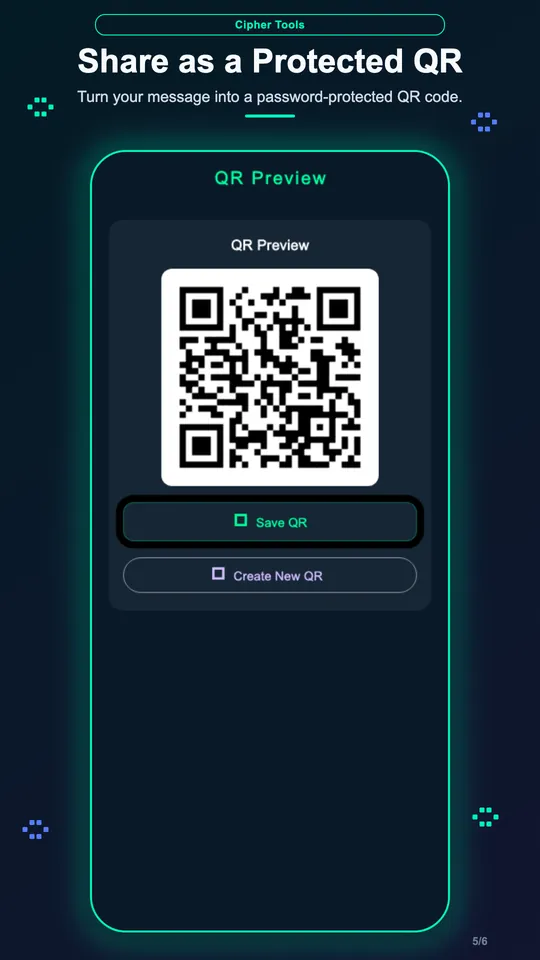 Cipher Tools
Share as a Protected QR
Turn your message into a password-protected QR code.
QR Preview
QR Preview
Save QR
Create New QR
5/6